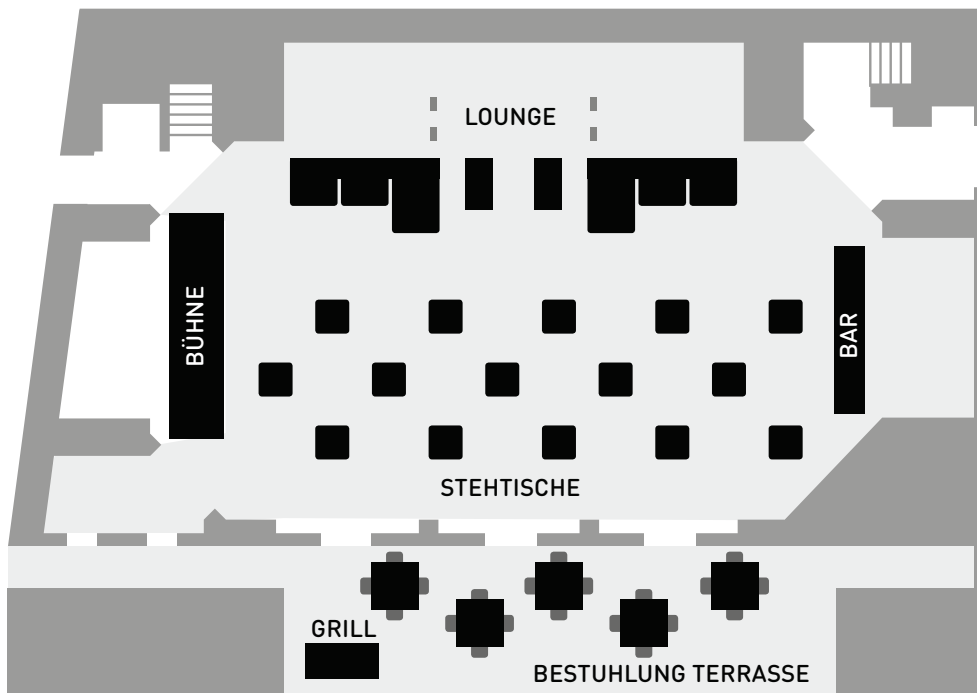 LOUNGE
BÜHNE
BAR
STEHTISCHE
GRILL
BESTUHLUNG TERRASSE